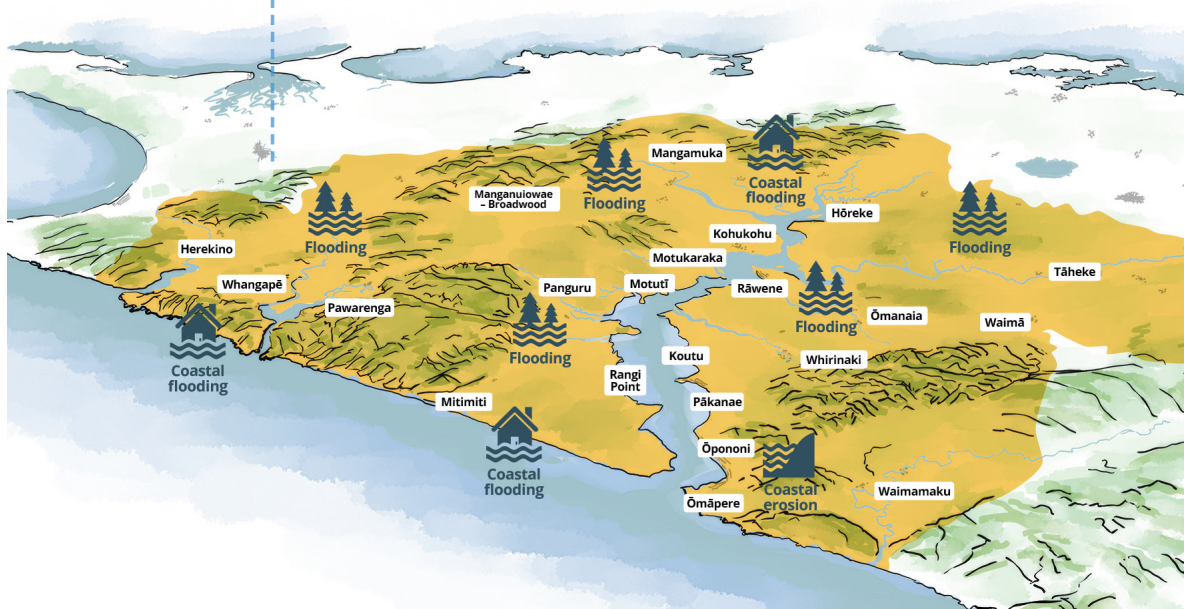 Mangamuka
Coastal
flooding
Manganuiowae
– Broadwood
Flooding
Hōreke
Flooding
Flooding
Kohukohu
Herekino
Motukaraka
Tāheke
Whangapē
Panguru
Motutī
Rāwene
Pawarenga
Flooding
Ōmanaia
Waimā
Flooding
Koutu
Whirinaki
Coastal
flooding
Rangi
Point
Mitimiti
Pākanae
Ōpononi
Coastal
flooding
Coastal
erosion
Waimamaku
Ōmāpere